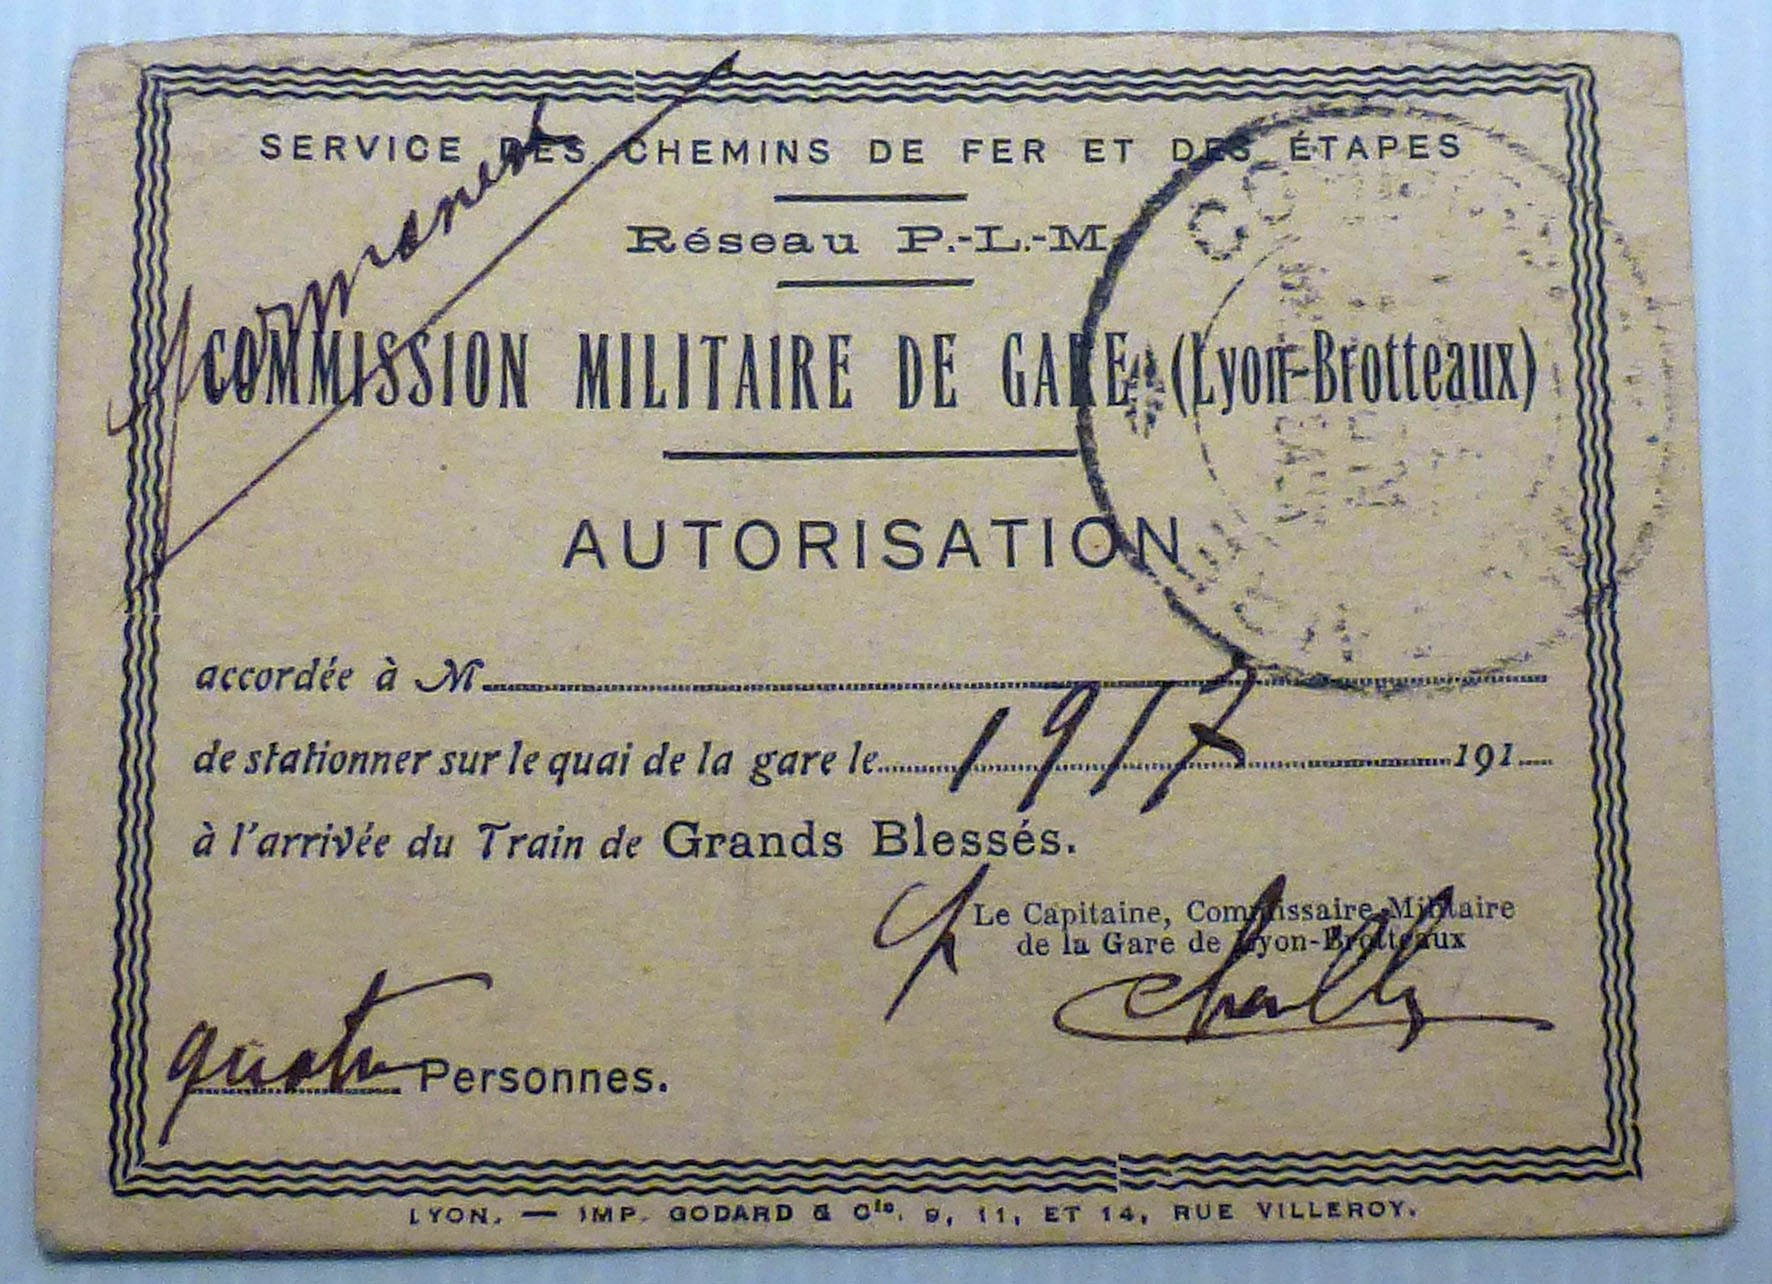 SERVICE DES CHEMINS DE FER ET DES ÉTAPES
Réseau P.-L.-M.
Permanent
COMMISSION MILITAIRE DE GARE (Lyon-Brotteaux)
AUTORISATION
accordée à M
de stationner sur le quai de la gare le 1917 191
à l'arrivée du Train de Grands Blessés.
Le Capitaine, Commissaire Militaire
de la Gare de Lyon-Brotteaux
quatre Personnes.
LYON. — IMP. GODARD & Cie. 9, 11, ET 14, RUE VILLEROY.